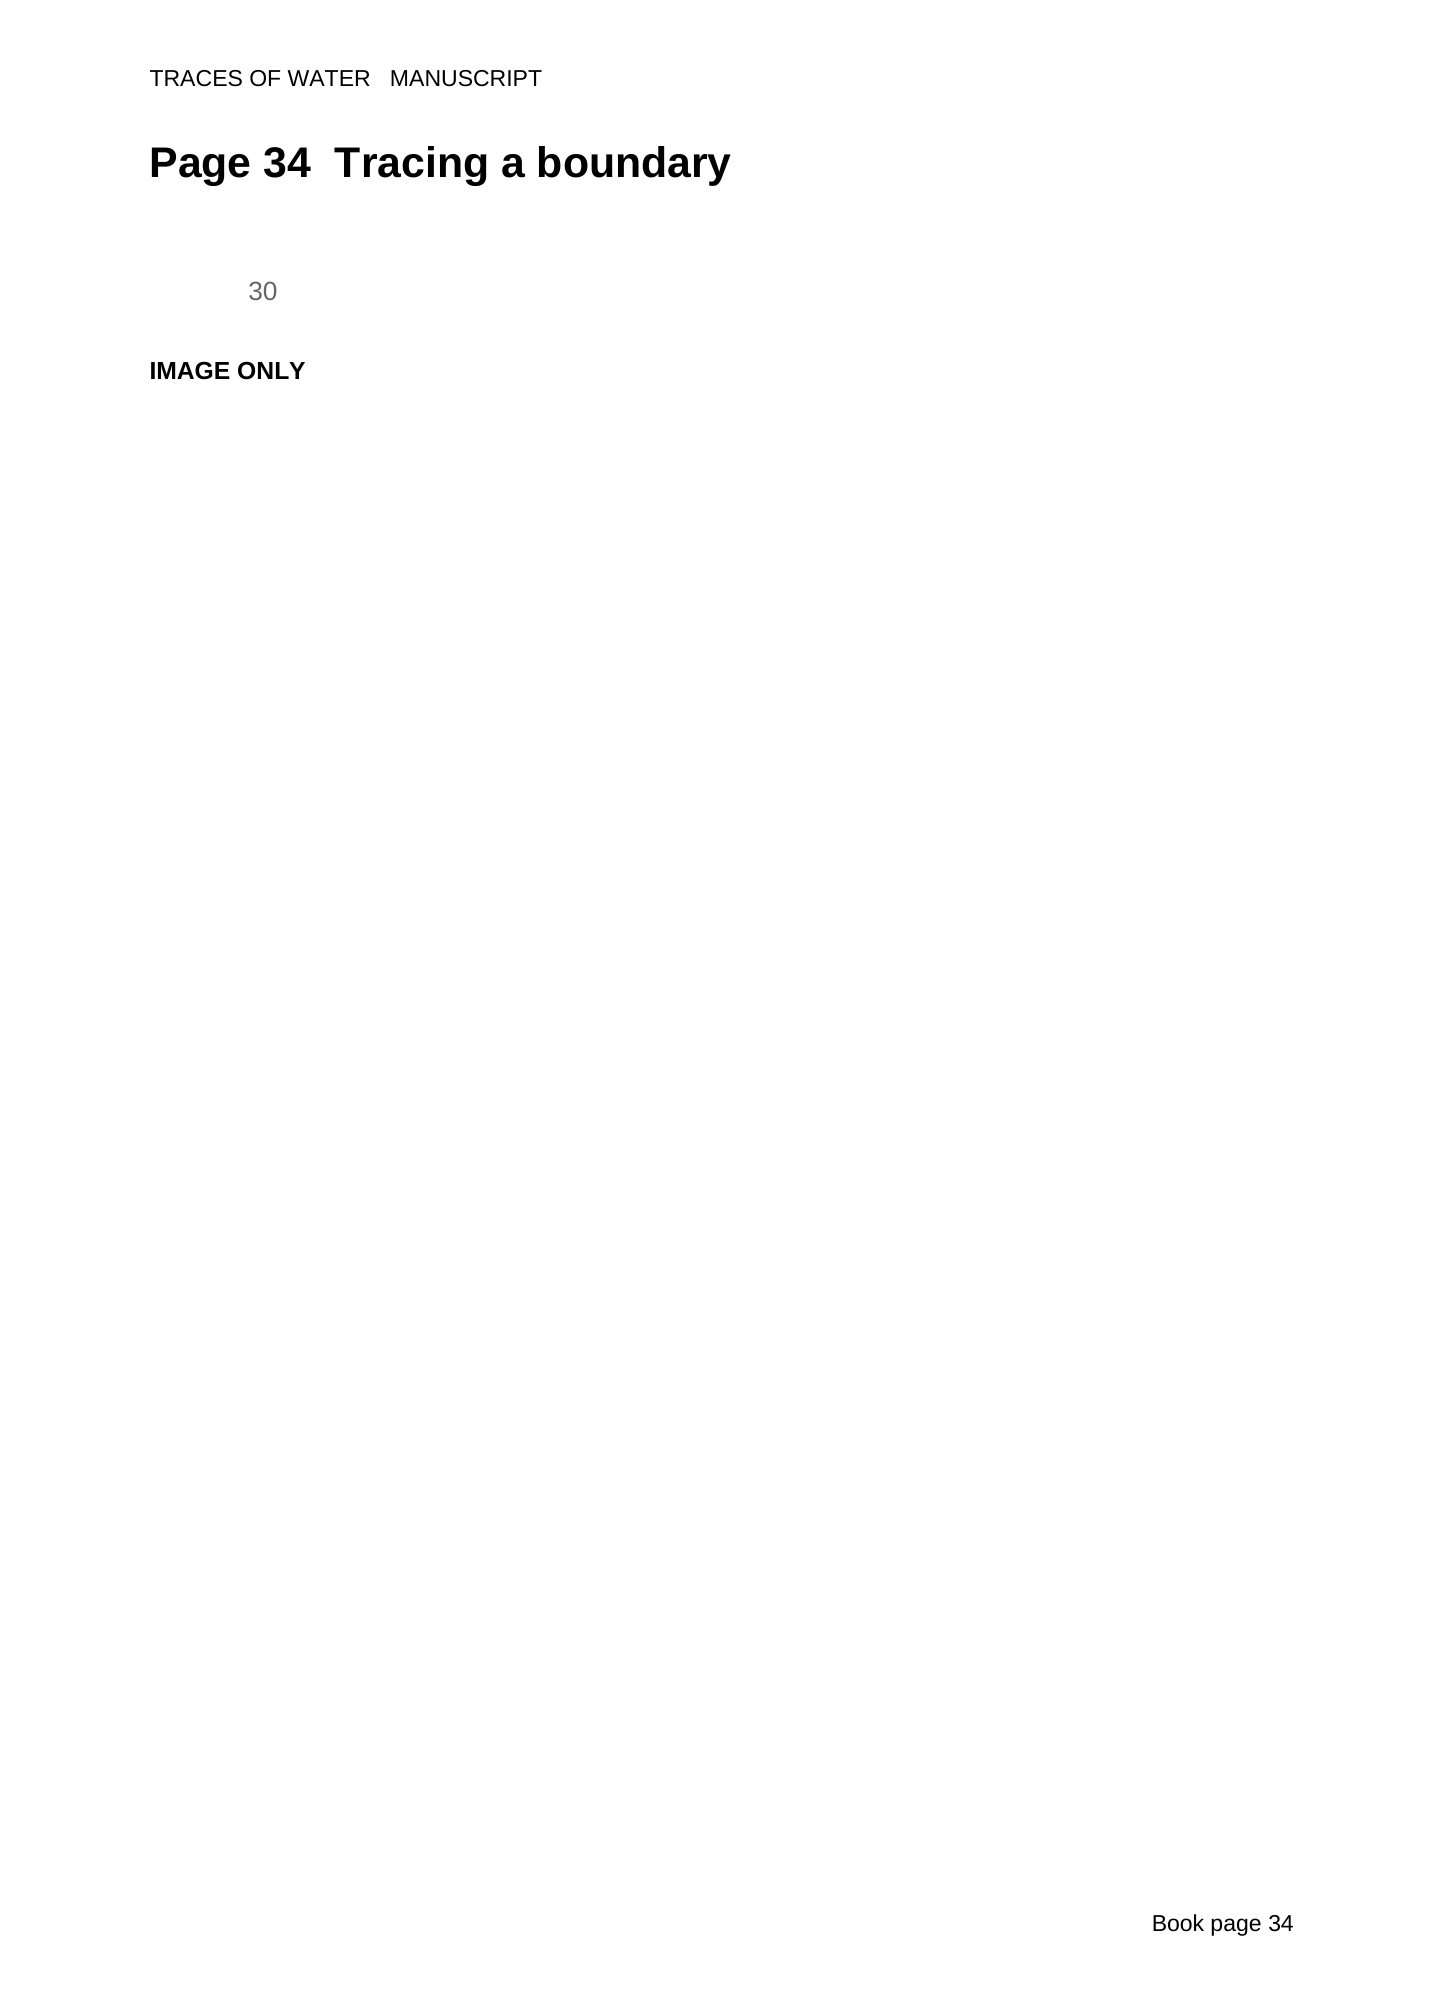 TRACES OF WATER   MANUSCRIPT
Page 34  Tracing a boundary
30
IMAGE ONLY
Book page 34